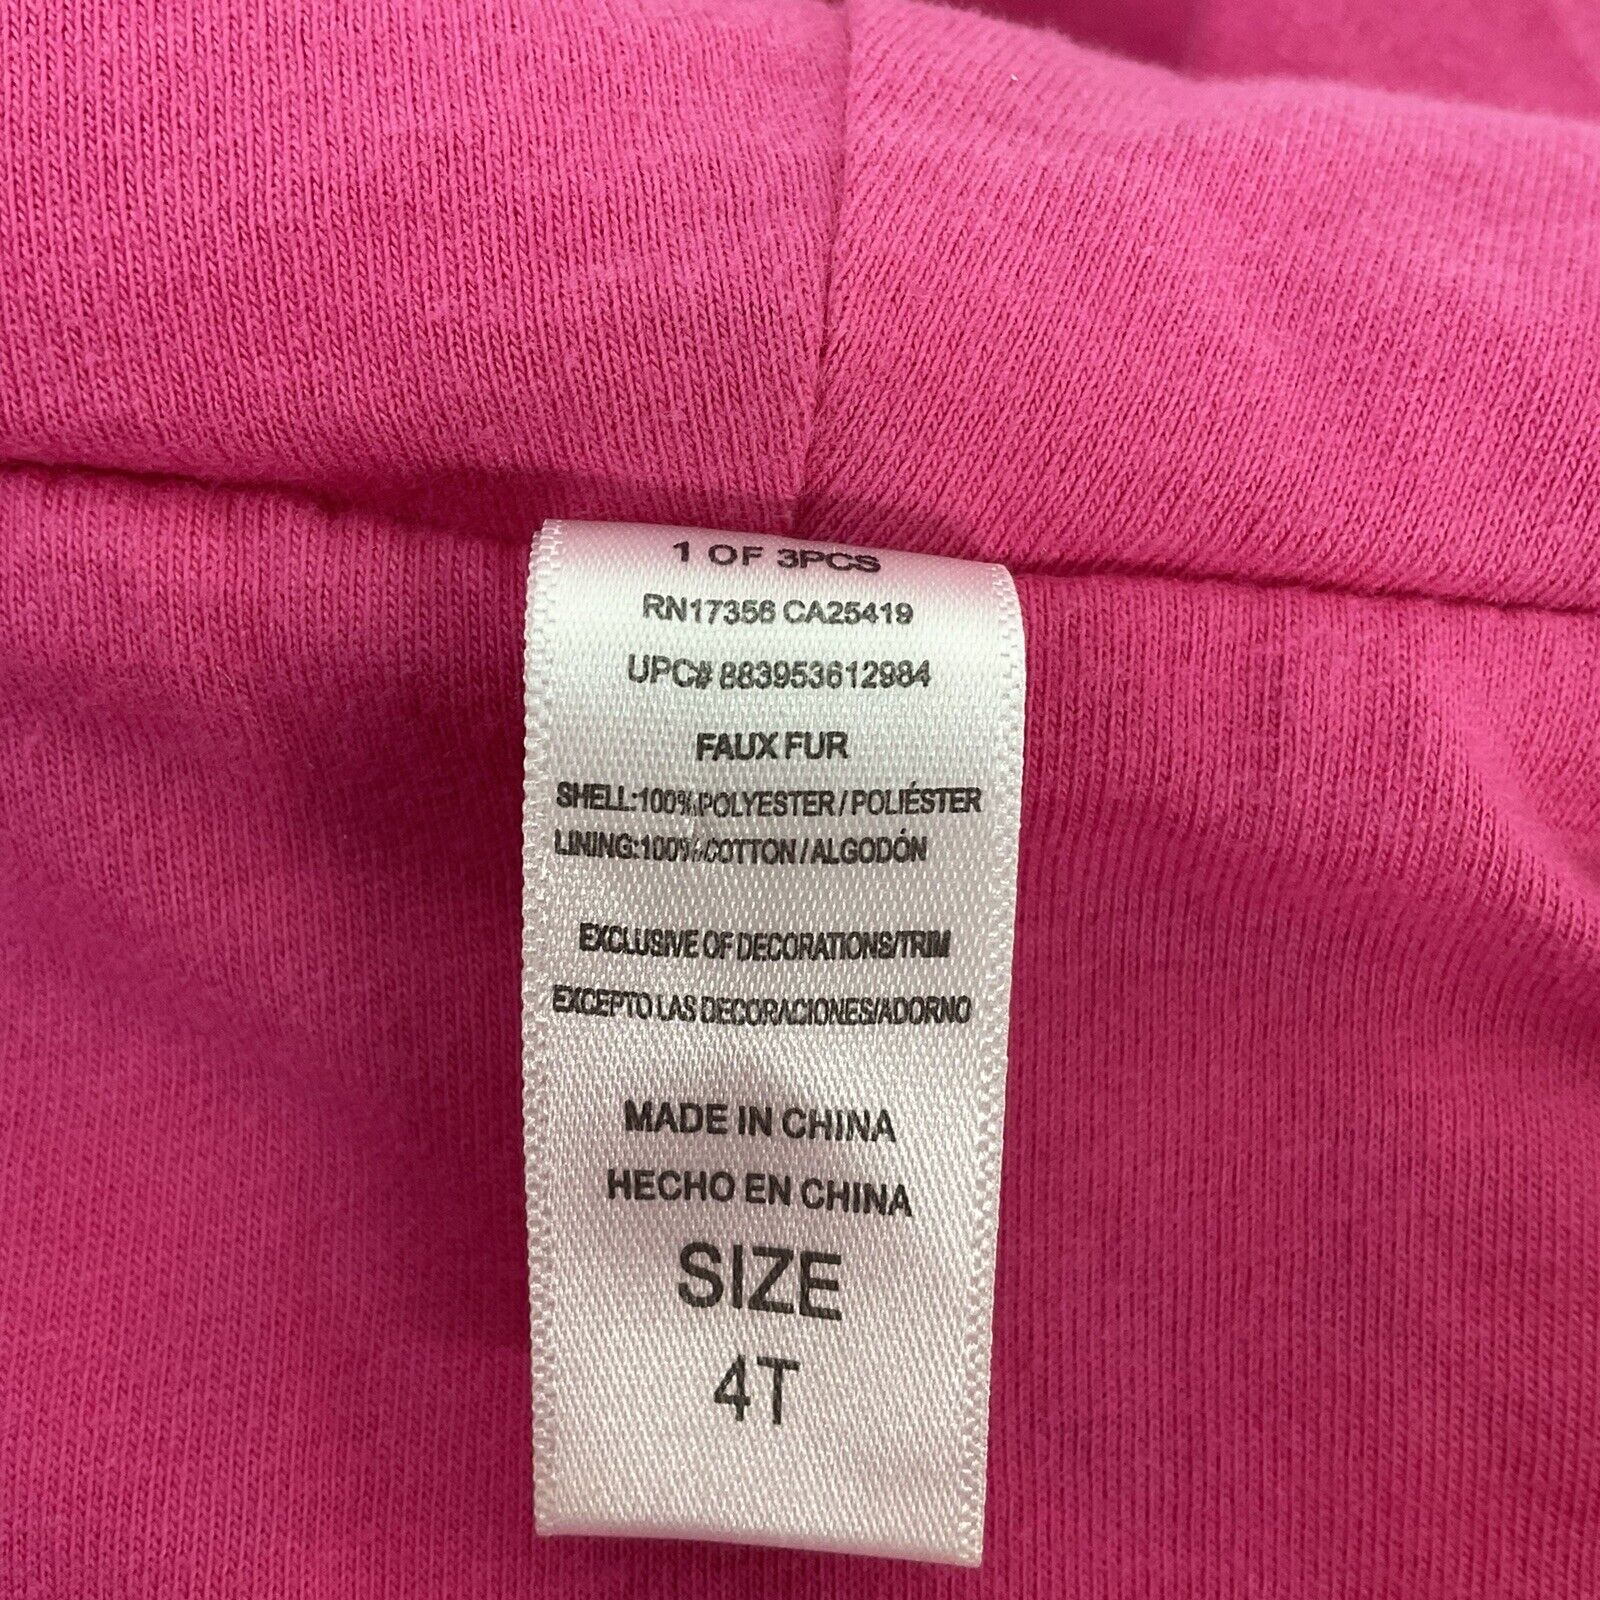 1 OF 3PCS
RN17356 CA25419
UPC# 883953612984
FAUX FUR
SHELL:100%POLYESTER/POLIÉSTER
LINING:100%COTTON/ALGODÓN
EXCLUSIVE OF DECORATIONS/TRIM
EXCEPTO LAS DECORACIONES/ADORNO
MADE IN CHINA
HECHO EN CHINA
SIZE
4T